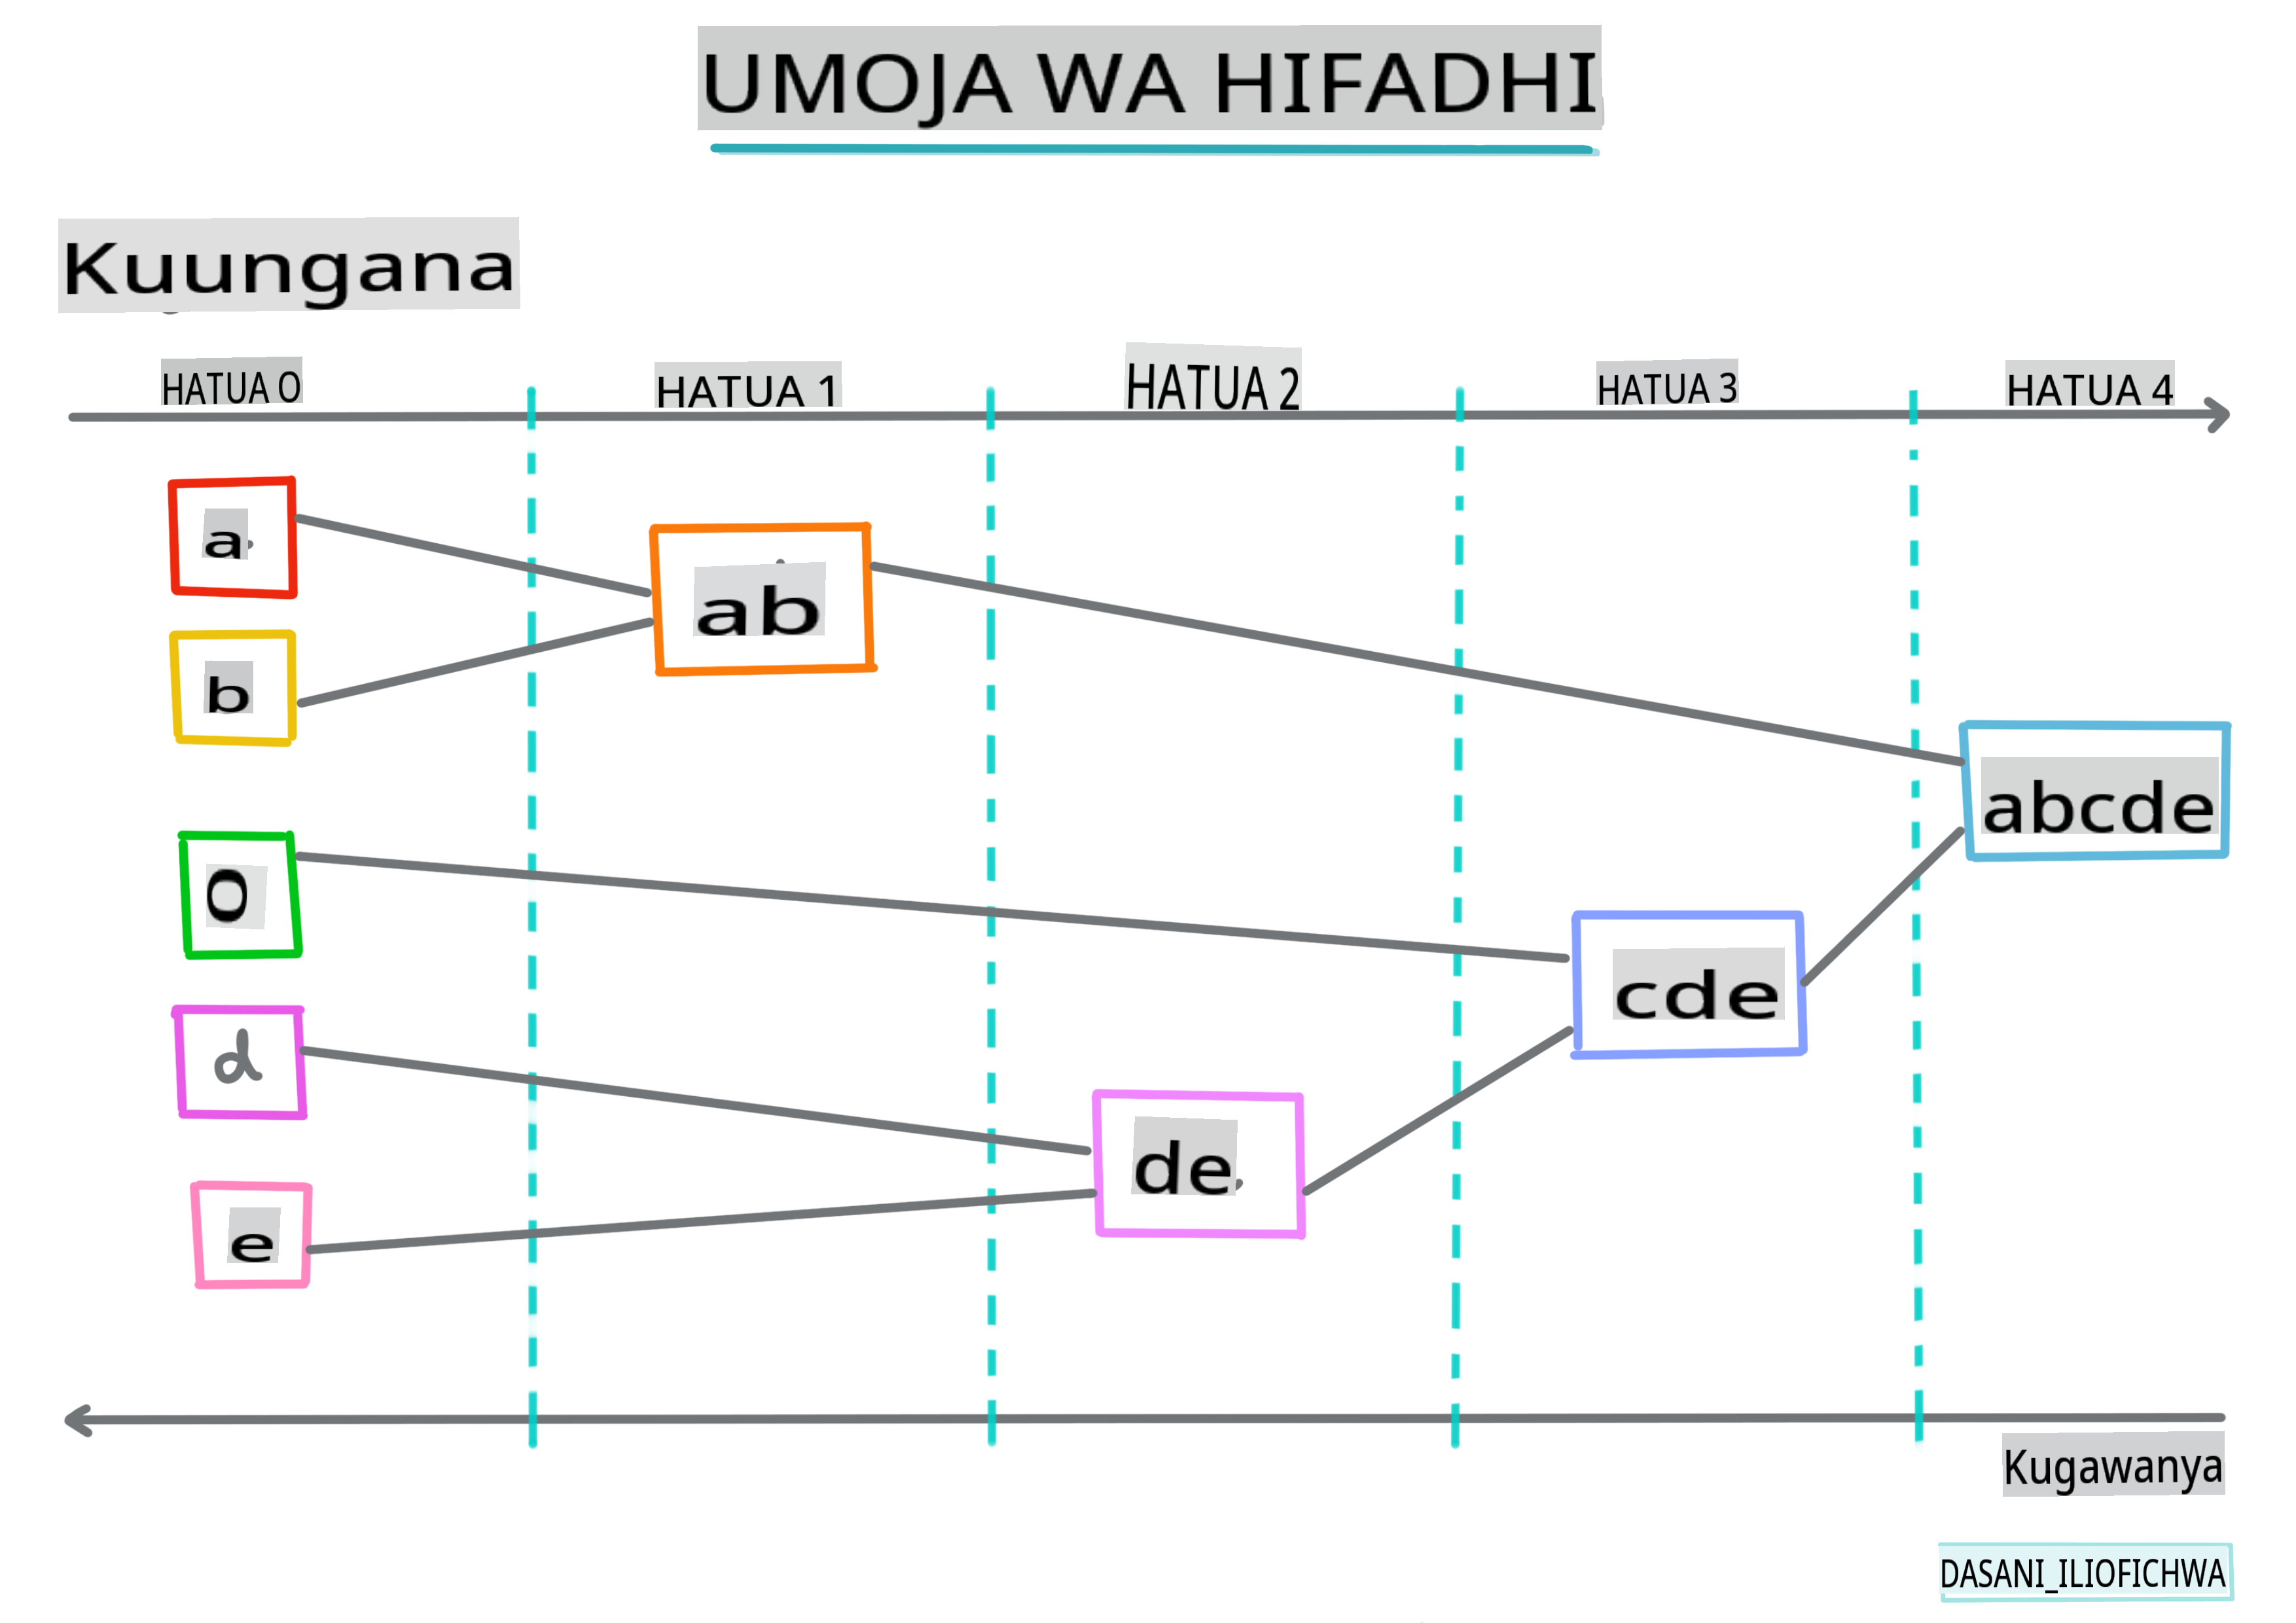 UMOJA WA HIFADHI
Kuungana
HATUA 0
HATUA 1
HATUA 2
HATUA 3
HATUA 4
a
ab
b
abcde
O
cde
d
de
e
Kugawanya
DASANI_ILIOFICHWA